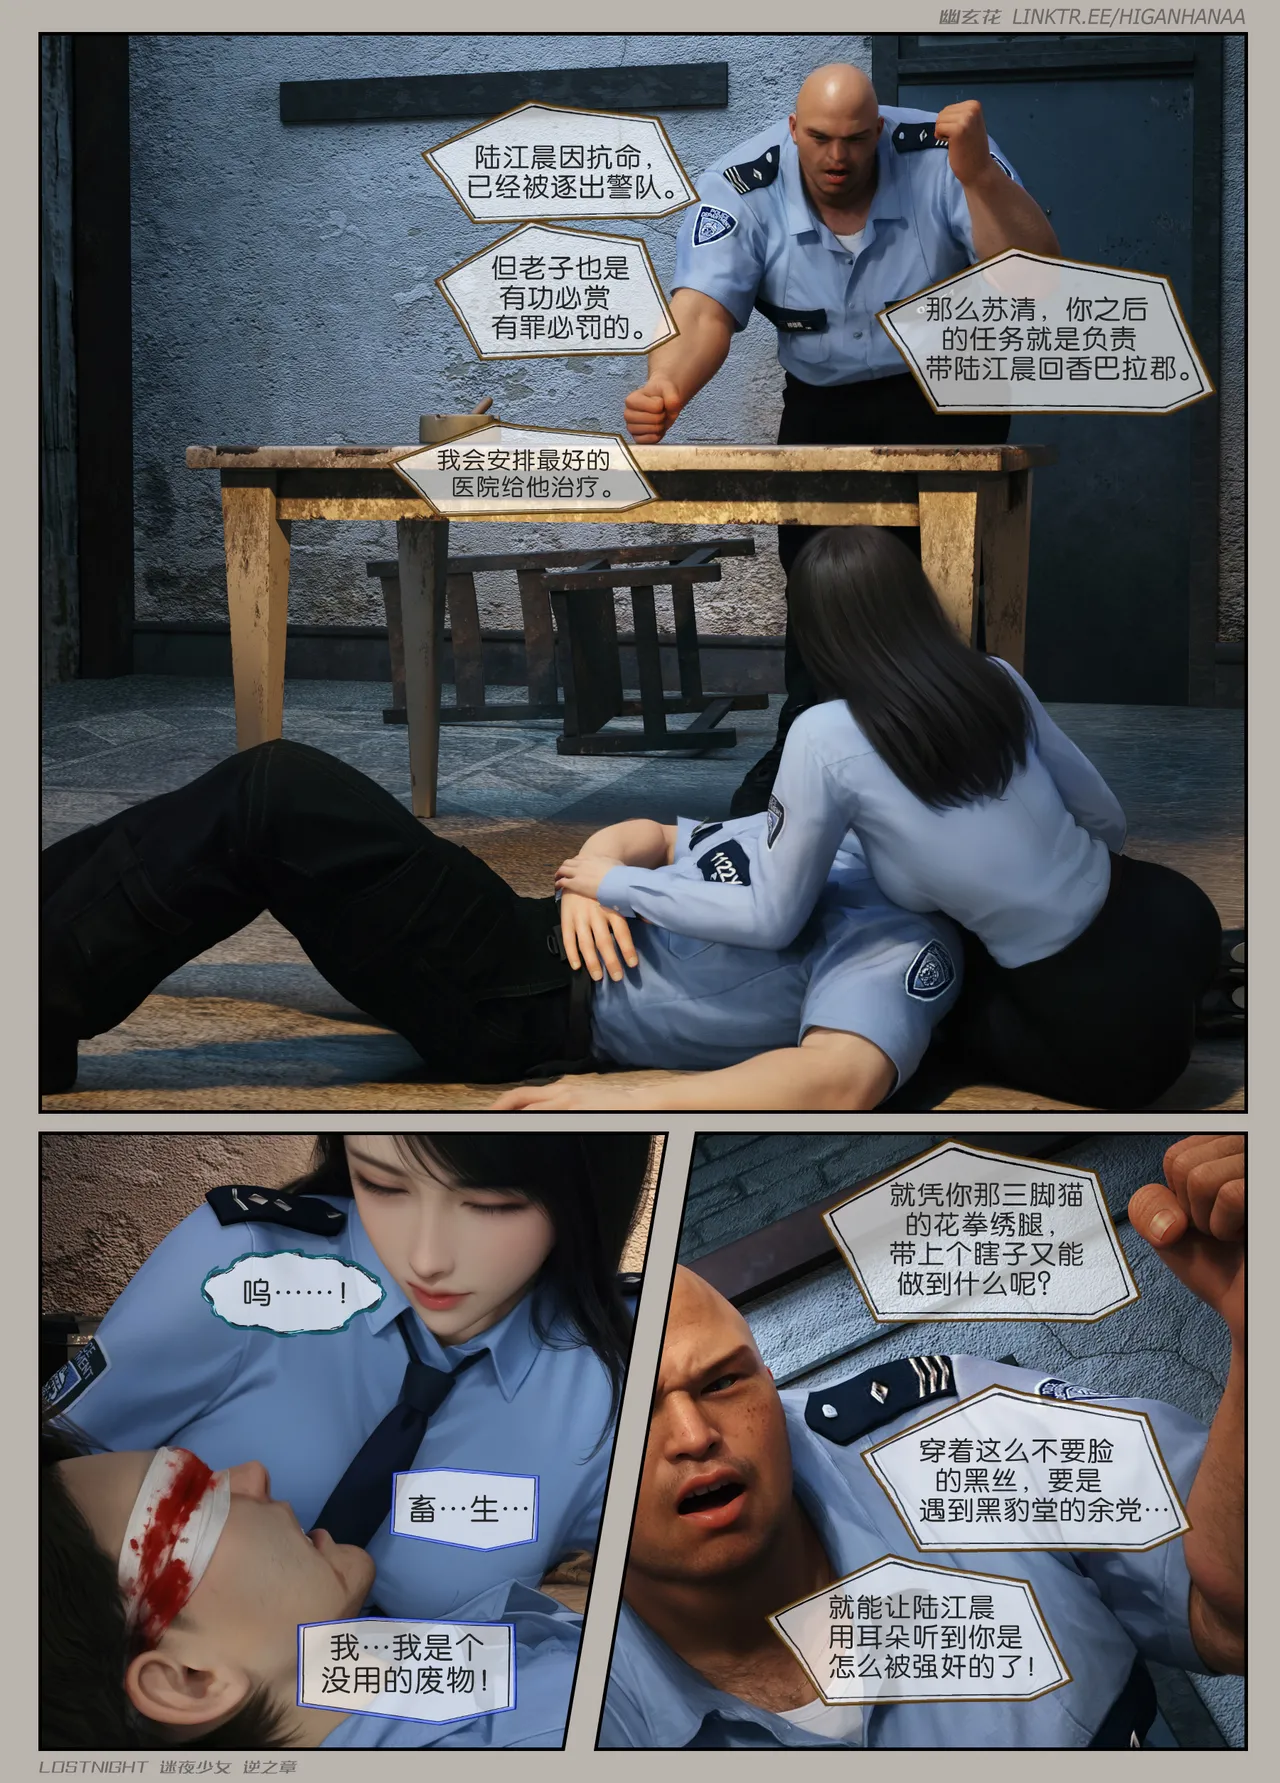 幽玄花 LINKTR.EE/HIGANHANAA
陆江晨因抗命，
已经被逐出警队。
但老子也是
有功必赏
有罪必罚的。
那么苏清，你之后
的任务就是负责
带陆江晨回香巴拉郡。
我会安排最好的
医院给他治疗。
1122X
呜……！
畜…生…
我…我是个
没用的废物！
就凭你那三脚猫
的花拳绣腿，
带上个瞎子又能
做到什么呢？
穿着这么不要脸
的黑丝，要是
遇到黑豹堂的余党…
就能让陆江晨
用耳朵听到你是
怎么被强奸的了！
LOSTNIGHT 迷夜少女 逆之章